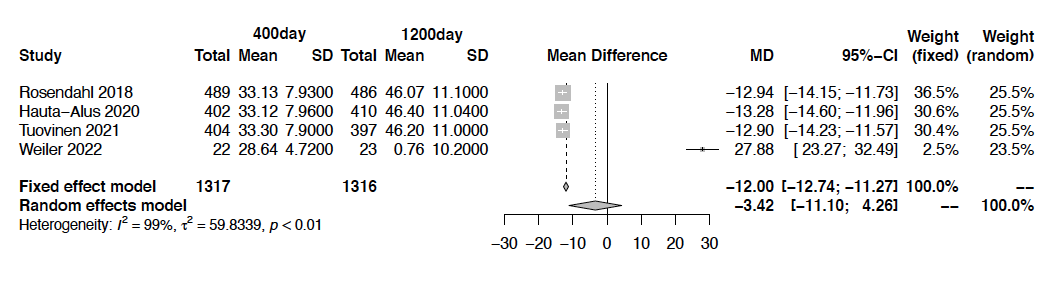 400day 1200day Weight Weight
Study Total Mean SD Total Mean SD Mean Difference MD 95%−CI (fixed) (random)
Rosendahl 2018 489 33.13 7.9300 486 46.07 11.1000 −12.94 [−14.15; −11.73] 36.5% 25.5%
Hauta−Alus 2020 402 33.12 7.9600 410 46.40 11.0400 −13.28 [−14.60; −11.96] 30.6% 25.5%
Tuovinen 2021 404 33.30 7.9000 397 46.20 11.0000 −12.90 [−14.23; −11.57] 30.4% 25.5%
Weiler 2022 22 28.64 4.7200 23 0.76 10.2000 27.88 [ 23.27; 32.49] 2.5% 23.5%
Fixed effect model 1317 1316 −12.00 [−12.74; −11.27] 100.0% −−
Random effects model −3.42 [−11.10; 4.26] −− 100.0%
Heterogeneity: I² = 99%, τ² = 59.8339, p < 0.01
−30 −20 −10 0 10 20 30